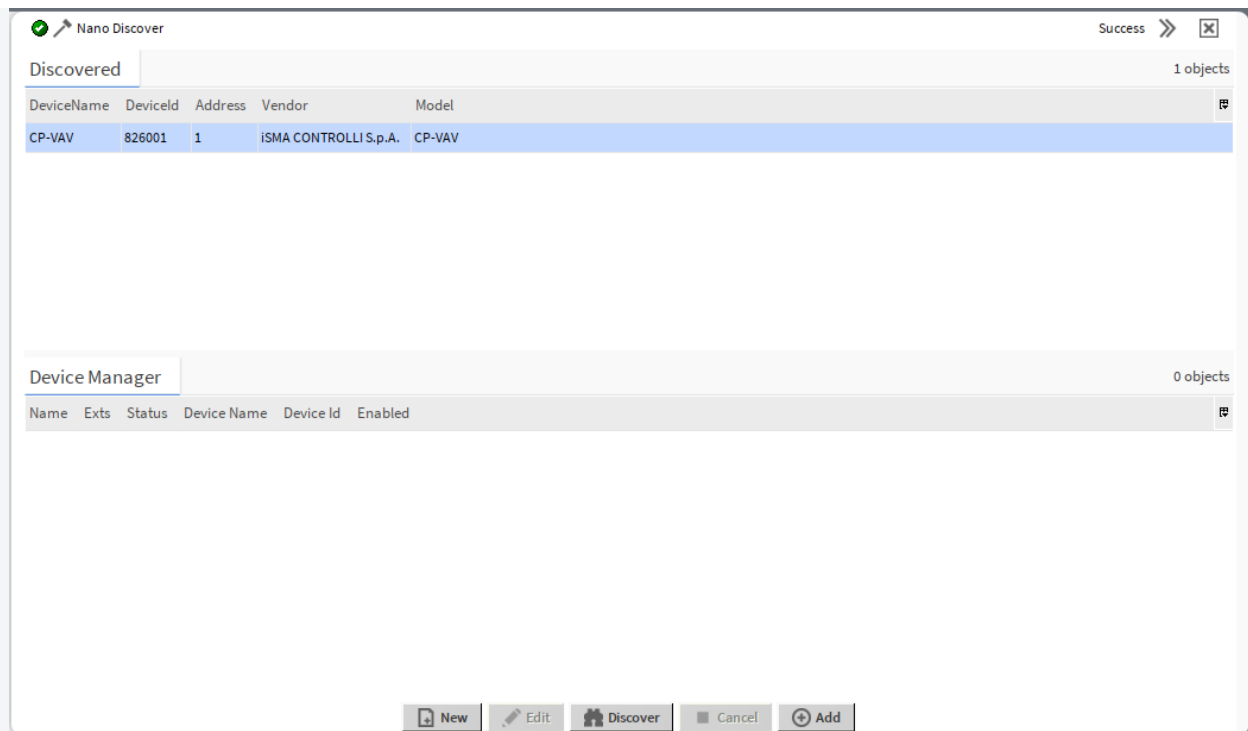 Nano Discover Success
Discovered 1 objects
DeviceName DeviceId Address Vendor Model
CP-VAV 826001 1 iSMA CONTROLLI S.p.A. CP-VAV
Device Manager 0 objects
Name Exts Status Device Name Device Id Enabled
New Edit Discover Cancel Add